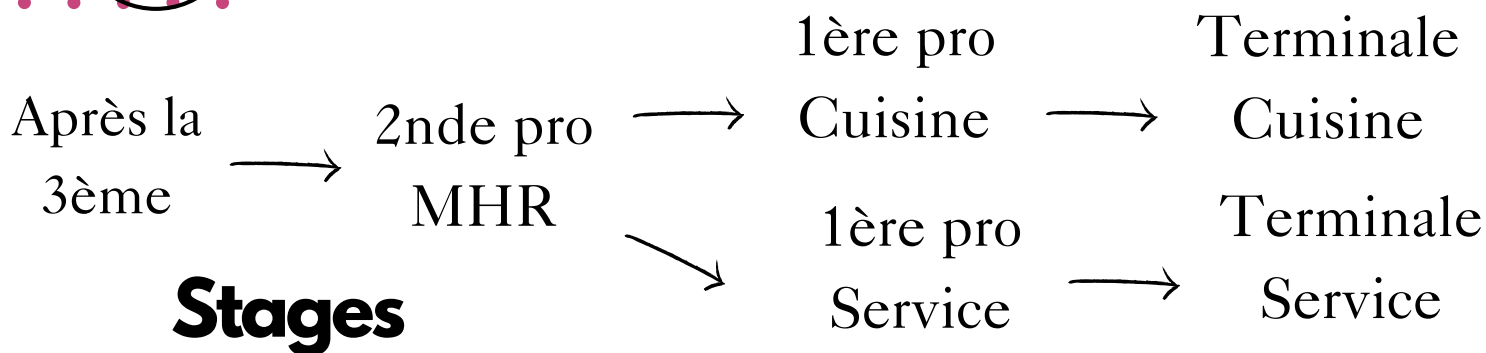 Après la
3ème
2nde pro
MHR
1ère pro
Cuisine
Terminale
Cuisine
1ère pro
Service
Terminale
Service
Stages